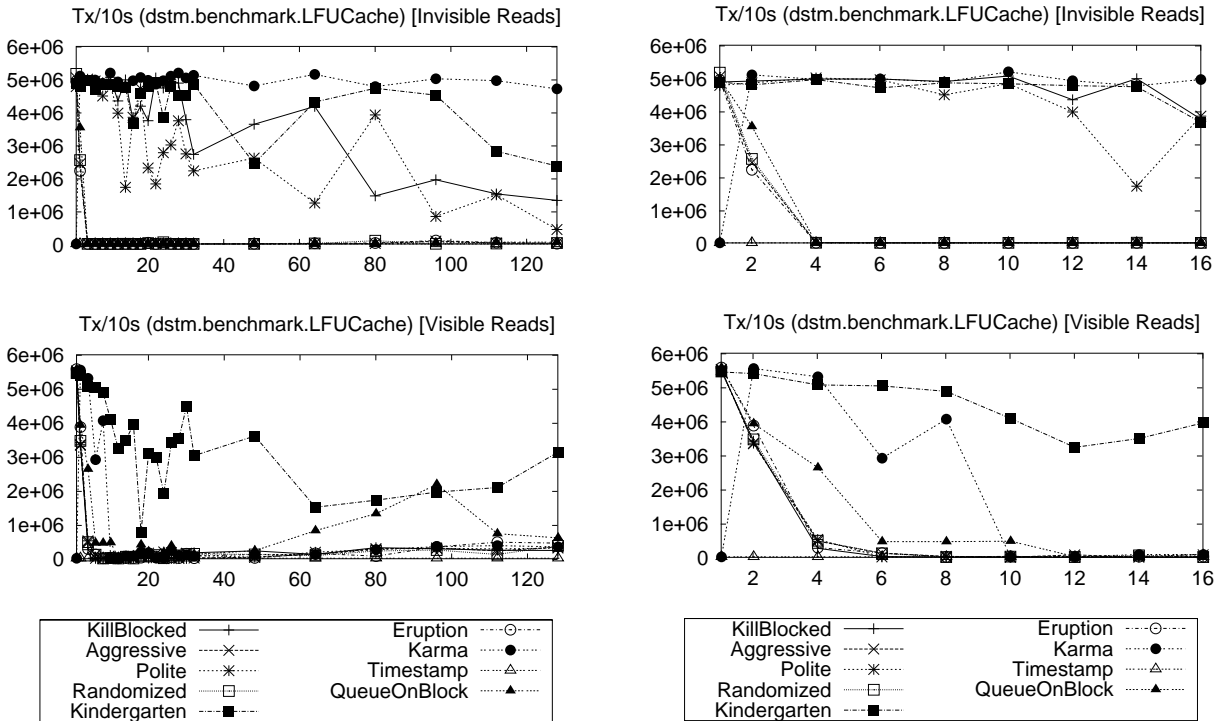 Tx/10s (dstm.benchmark.LFUCache) [Invisible Reads]
6e+06
5e+06
4e+06
3e+06
2e+06
1e+06
0
20 40 60 80 100 120
Tx/10s (dstm.benchmark.LFUCache) [Invisible Reads]
6e+06
5e+06
4e+06
3e+06
2e+06
1e+06
0
2 4 6 8 10 12 14 16
Tx/10s (dstm.benchmark.LFUCache) [Visible Reads]
6e+06
5e+06
4e+06
3e+06
2e+06
1e+06
0
20 40 60 80 100 120
Tx/10s (dstm.benchmark.LFUCache) [Visible Reads]
6e+06
5e+06
4e+06
3e+06
2e+06
1e+06
0
2 4 6 8 10 12 14 16
KillBlocked
Aggressive
Polite
Randomized
Kindergarten
Eruption
Karma
Timestamp
QueueOnBlock
KillBlocked
Aggressive
Polite
Randomized
Kindergarten
Eruption
Karma
Timestamp
QueueOnBlock